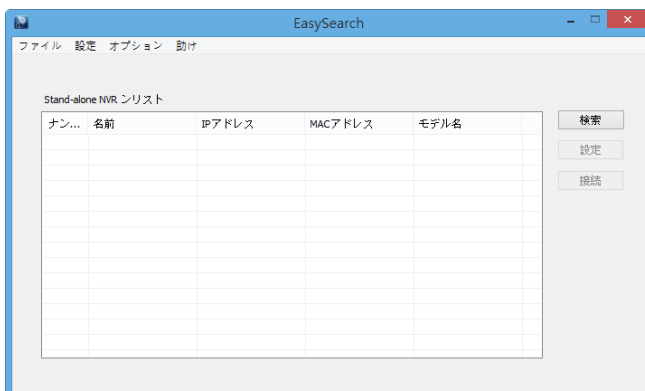 EasySearch
ファイル 設定 オプション 助け
Stand-alone NVR ンリスト
ナン... 名前 IPアドレス MACアドレス モデル名
検索
設定
接続